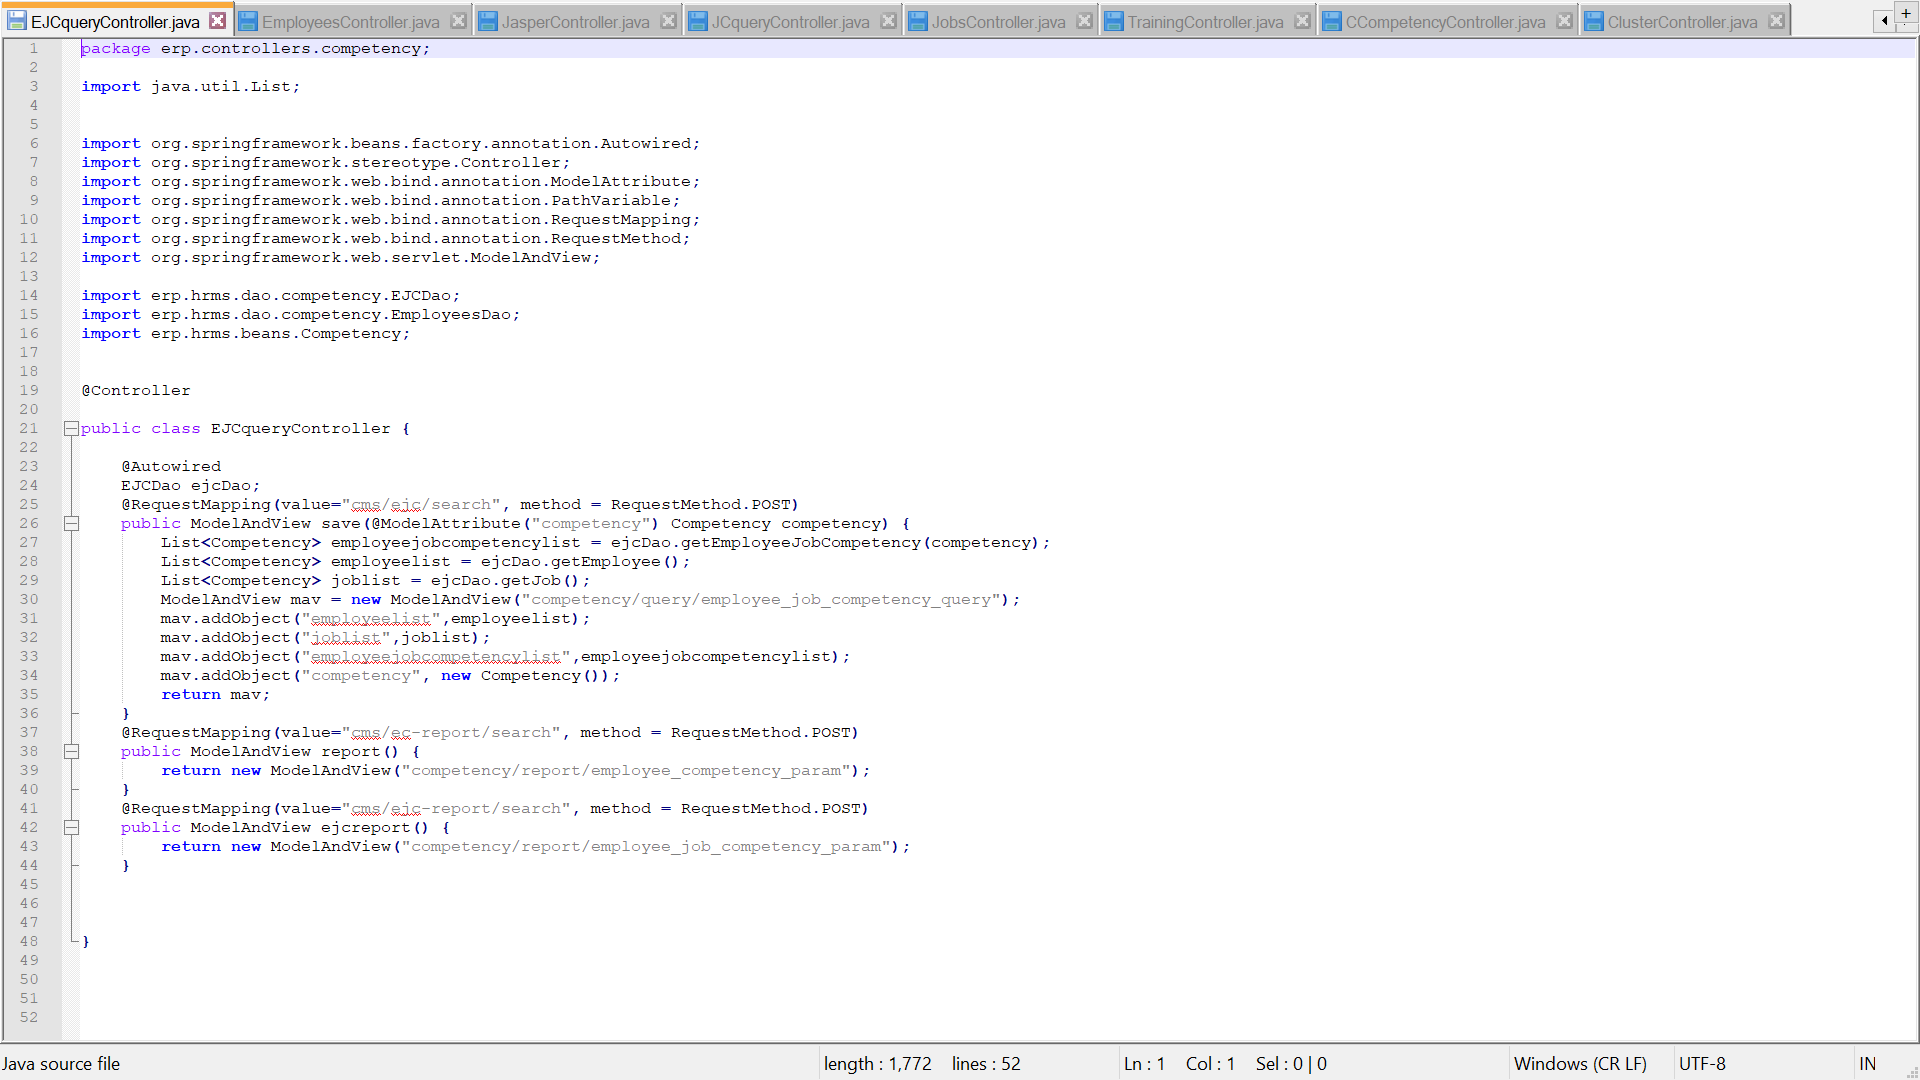 EJCqueryController.java EmployeesController.java JasperController.java JCqueryController.java JobsController.java TrainingController.java CCompetencyController.java ClusterController.java +
1 package erp.controllers.competency;
2
3 import java.util.List;
4
5
6 import org.springframework.beans.factory.annotation.Autowired;
7 import org.springframework.stereotype.Controller;
8 import org.springframework.web.bind.annotation.ModelAttribute;
9 import org.springframework.web.bind.annotation.PathVariable;
10 import org.springframework.web.bind.annotation.RequestMapping;
11 import org.springframework.web.bind.annotation.RequestMethod;
12 import org.springframework.web.servlet.ModelAndView;
13
14 import erp.hrms.dao.competency.EJCDao;
15 import erp.hrms.dao.competency.EmployeesDao;
16 import erp.hrms.beans.Competency;
17
18
19 @Controller
20
21 public class EJCqueryController {
22
23 @Autowired
24 EJCDao ejcDao;
25 @RequestMapping(value="cms/ejc/search", method = RequestMethod.POST)
26 public ModelAndView save(@ModelAttribute("competency") Competency competency) {
27 List<Competency> employeejobcompetencylist = ejcDao.getEmployeeJobCompetency(competency);
28 List<Competency> employeelist = ejcDao.getEmployee();
29 List<Competency> joblist = ejcDao.getJob();
30 ModelAndView mav = new ModelAndView("competency/query/employee_job_competency_query");
31 mav.addObject("employeelist",employeelist);
32 mav.addObject("joblist",joblist);
33 mav.addObject("employeejobcompetencylist",employeejobcompetencylist);
34 mav.addObject("competency", new Competency());
35 return mav;
36 }
37 @RequestMapping(value="cms/ec-report/search", method = RequestMethod.POST)
38 public ModelAndView report() {
39 return new ModelAndView("competency/report/employee_competency_param");
40 }
41 @RequestMapping(value="cms/ejc-report/search", method = RequestMethod.POST)
42 public ModelAndView ejcreport() {
43 return new ModelAndView("competency/report/employee_job_competency_param");
44 }
45
46
47
48 }
49
50
51
52
Java source file length : 1,772 lines : 52 Ln : 1 Col : 1 Sel : 0 | 0 Windows (CR LF) UTF-8 IN